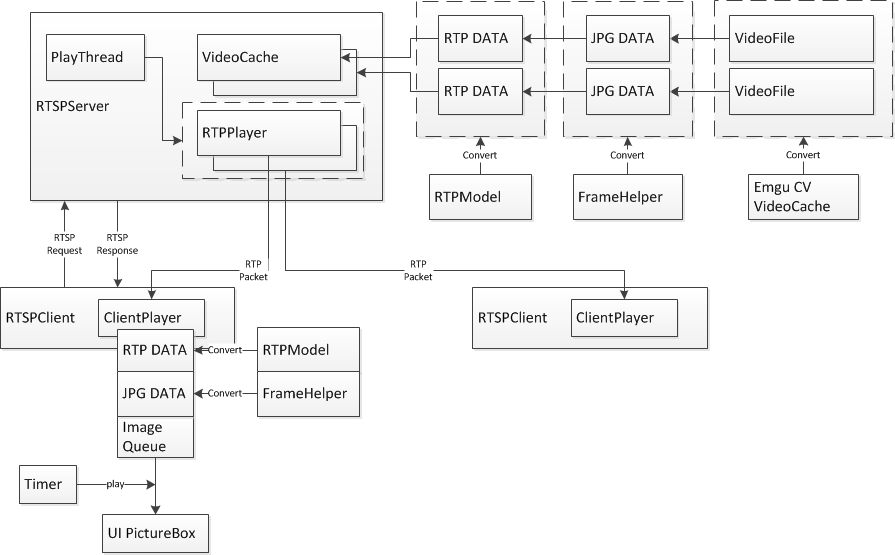 PlayThread
VideoCache
RTSPServer
RTPPlayer
RTP DATA
JPG DATA
VideoFile
RTP DATA
JPG DATA
VideoFile
Convert
Convert
Convert
RTPModel
FrameHelper
Emgu CV
VideoCache
RTSP
Request
RTSP
Response
RTP
Packet
RTP
Packet
RTSPClient
ClientPlayer
RTSPClient
ClientPlayer
RTP DATA
Convert
RTPModel
JPG DATA
Convert
FrameHelper
Image
Queue
Timer
play
UI PictureBox